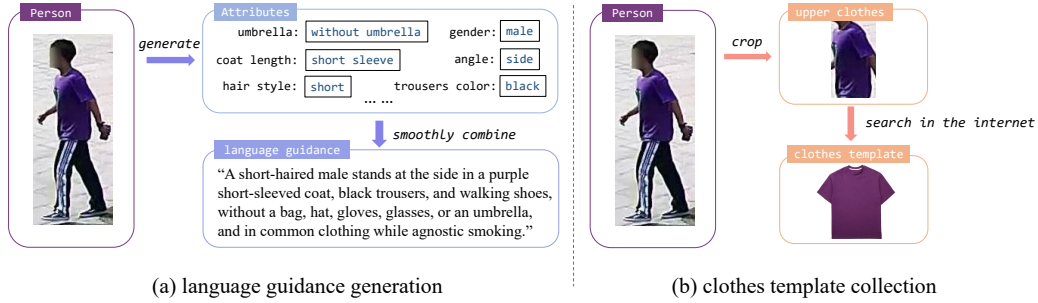 Person
generate
Attributes
umbrella: without umbrella
gender: male
coat length: short sleeve
angle: side
hair style: short
trousers color: black
... ...
smoothly combine
language guidance
“A short-haired male stands at the side in a purple
short-sleeved coat, black trousers, and walking shoes,
without a bag, hat, gloves, glasses, or an umbrella,
and in common clothing while agnostic smoking.”
(a) language guidance generation
Person
crop
upper clothes
search in the internet
clothes template
(b) clothes template collection